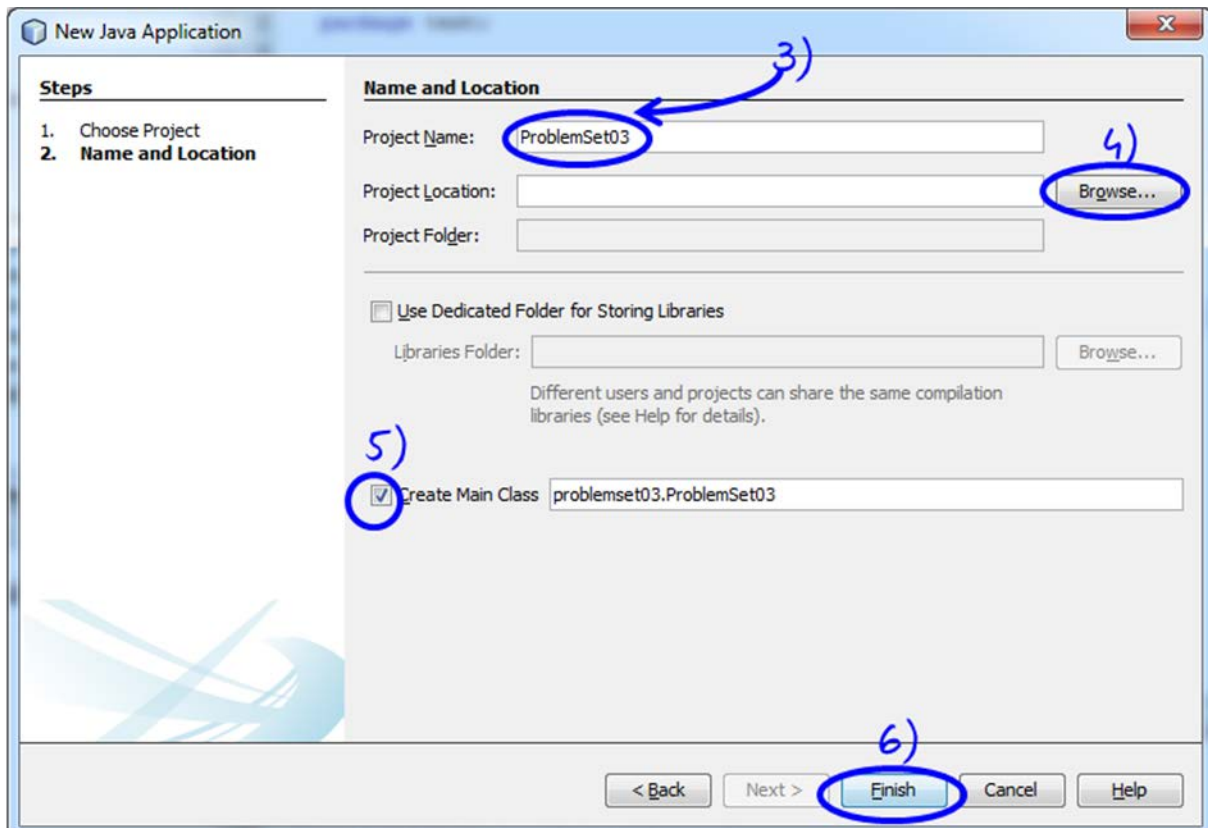 New Java Application
Steps
1. Choose Project
2. Name and Location
Name and Location
3)
Project Name: ProblemSet03
4)
Project Location: Browse...
Project Folder:
Use Dedicated Folder for Storing Libraries
Libraries Folder: Browse...
Different users and projects can share the same compilation
libraries (see Help for details).
5)
Create Main Class problemset03.ProblemSet03
6)
< Back Next > Finish Cancel Help